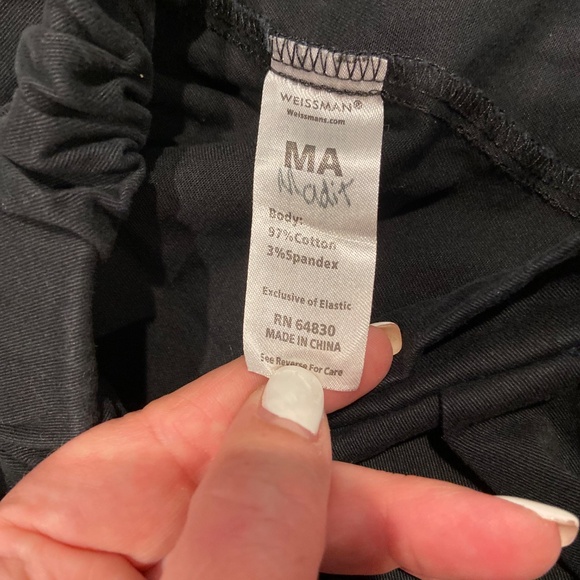 WEISSMAN®
Weissmans.com
MA
Madit
Body:
97%Cotton
3%Spandex
Exclusive of Elastic
RN 64830
MADE IN CHINA
See Reverse For Care